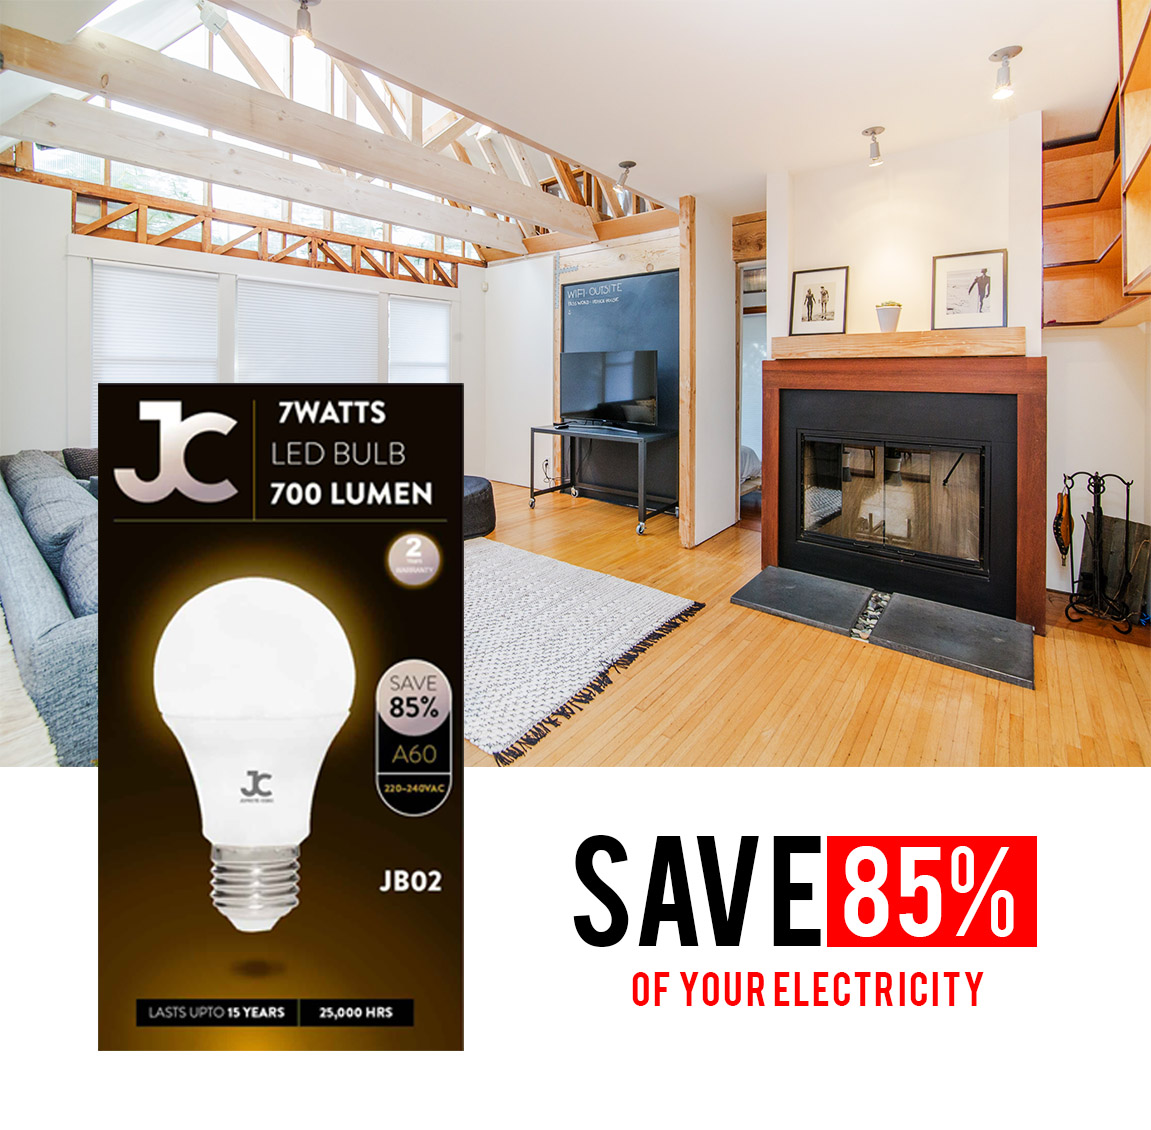 WIFI · OUTSITE
JC
7WATTS
LED BULB
700 LUMEN
2
WARRANTY
SAVE
85%
A60
220-240VAC
JC
JB02
LASTS UPTO 15 YEARS
25,000 HRS
SAVE 85%
OF YOUR ELECTRICITY